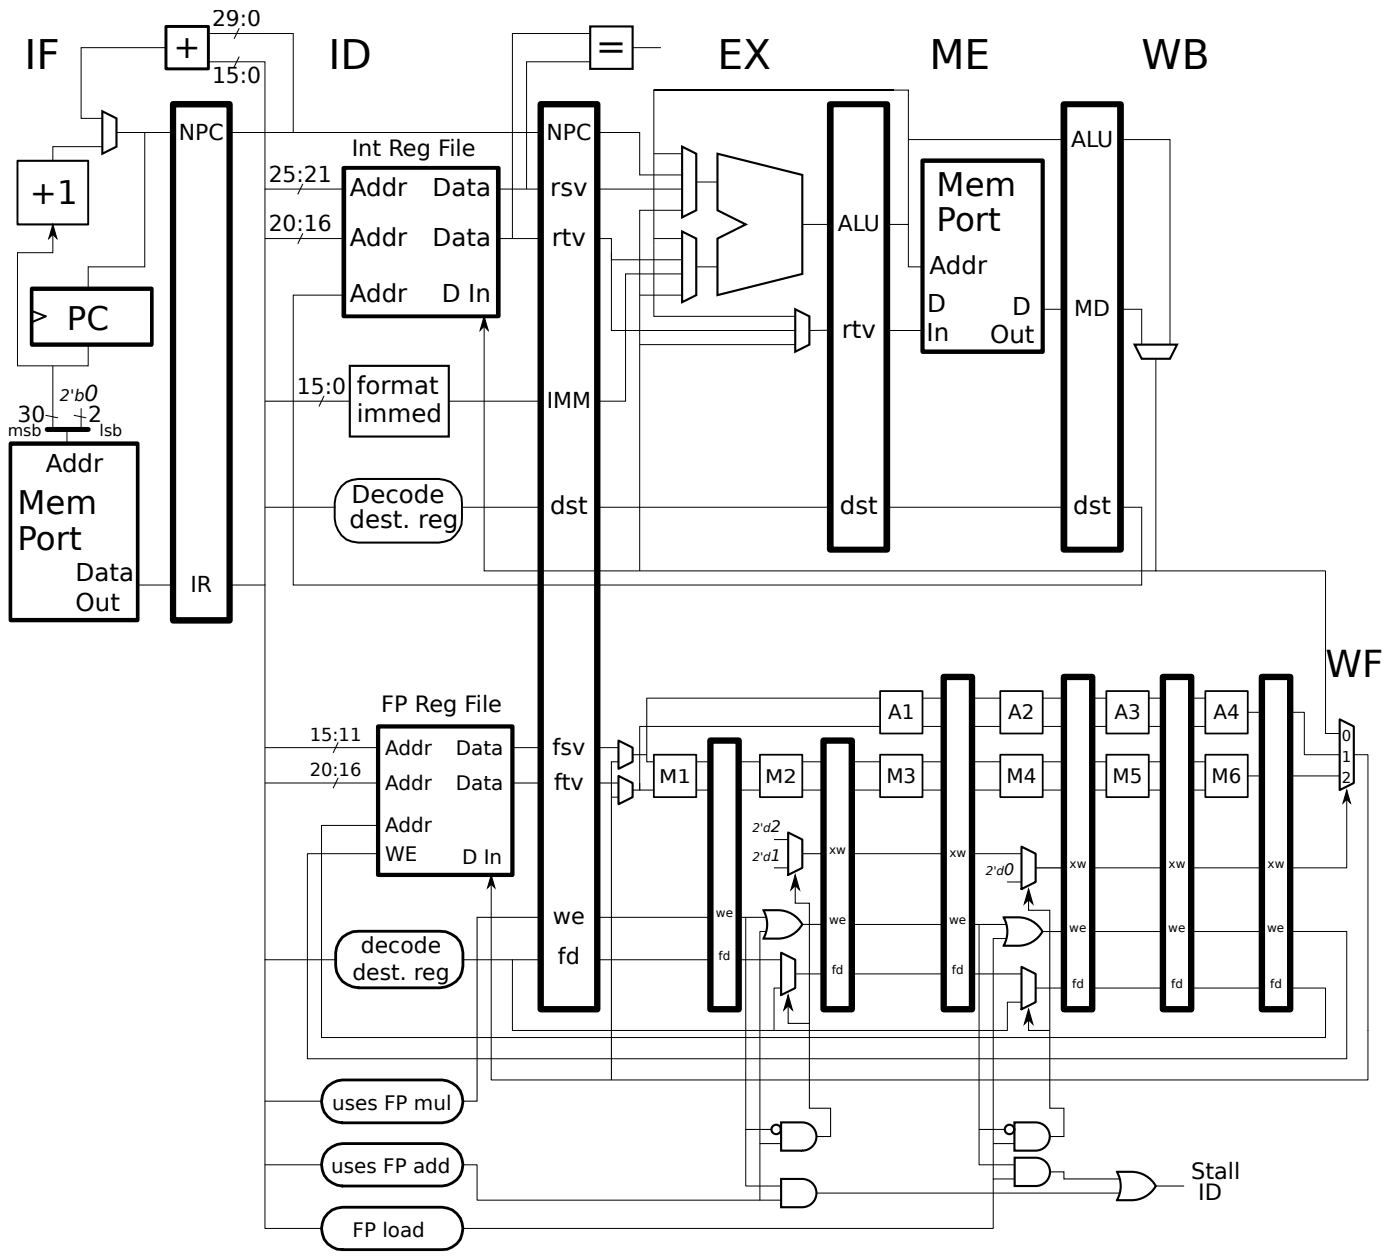 IF
ID
EX
ME
WB
29:0
15:0
+
=
NPC
+1
PC
2'b0
30
2
msb
lsb
Addr
Mem
Port
Data
Out
IR
Int Reg File
25:21
Addr
Data
20:16
Addr
Data
Addr
D In
15:0
format
immed
Decode
dest. reg
NPC
rsv
rtv
IMM
dst
ALU
rtv
dst
Mem
Port
Addr
D
In
D
Out
ALU
MD
dst
WF
FP Reg File
15:11
Addr
Data
20:16
Addr
Data
Addr
WE
D In
fsv
ftv
we
fd
decode
dest. reg
A1
A2
A3
A4
M1
M2
M3
M4
M5
M6
0
1
2
2'd2
2'd1
2'd0
xw
xw
xw
xw
xw
we
we
we
we
we
we
fd
fd
fd
fd
fd
fd
uses FP mul
uses FP add
FP load
Stall
ID